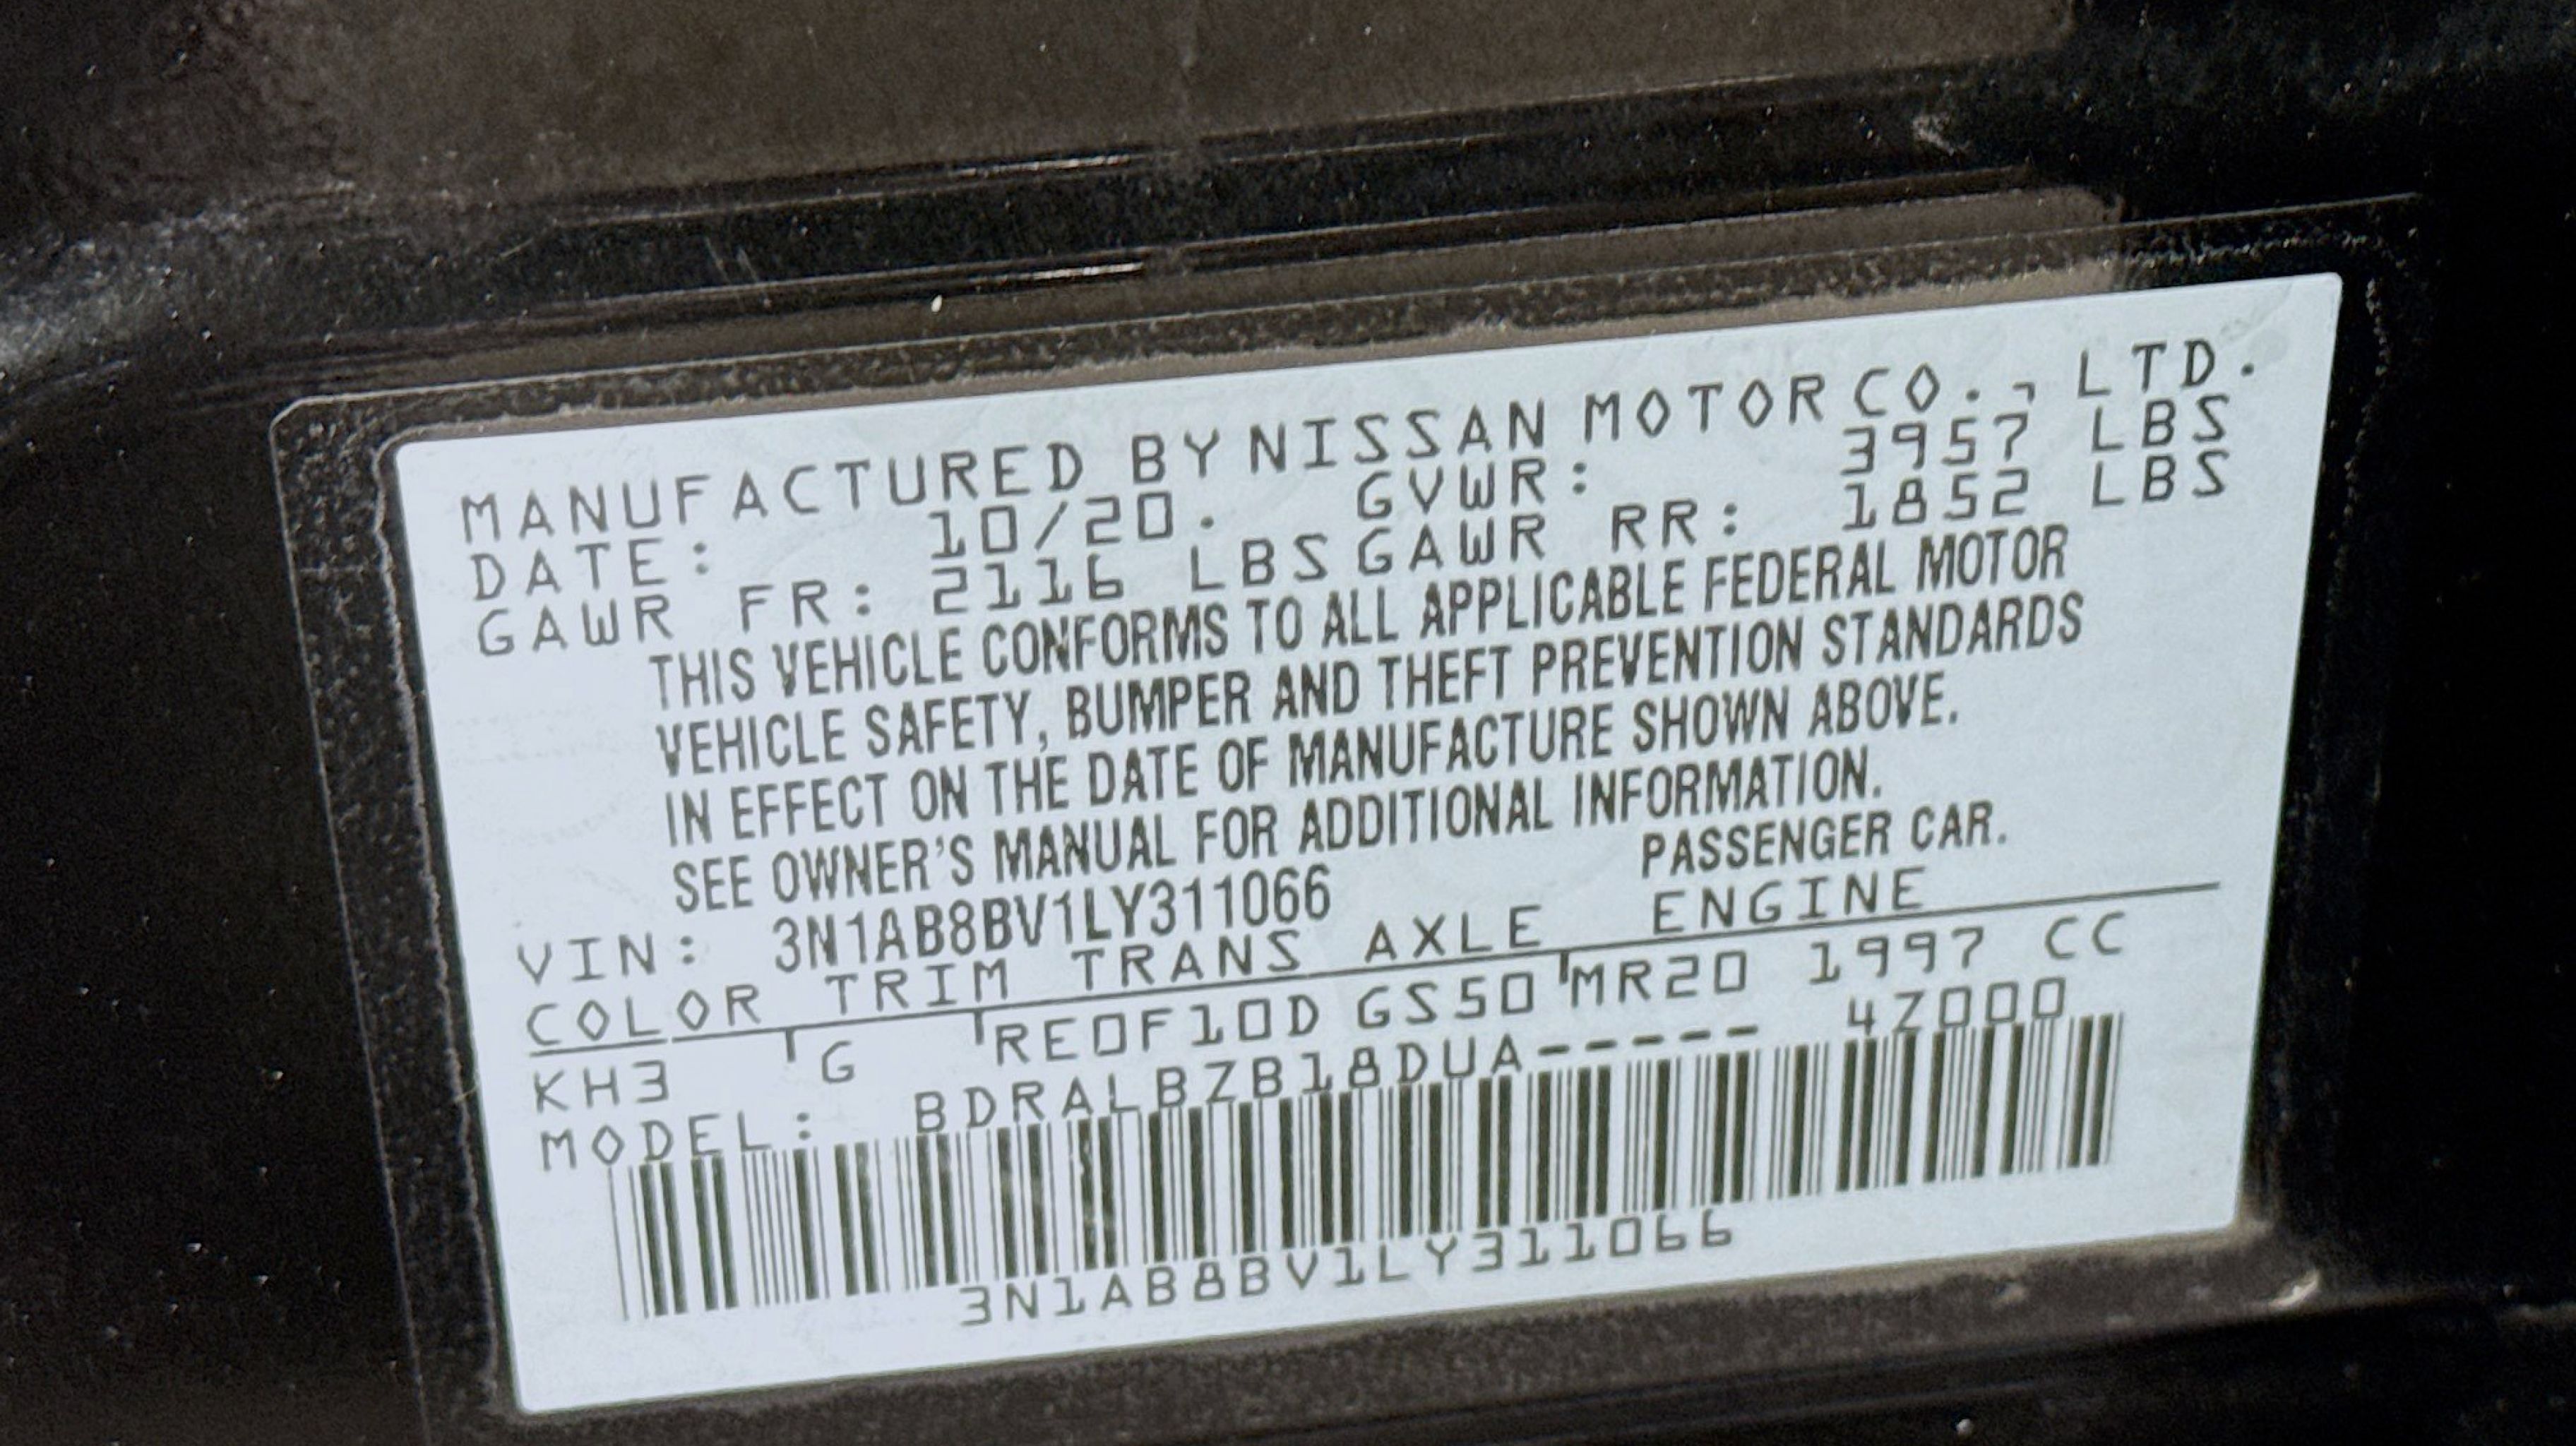 MANUFACTURED BY NISSAN MOTOR CO., LTD.
DATE: 10/20. GVWR: 3957 LBS
GAWR FR: 2116 LBS GAWR RR: 1852 LBS
THIS VEHICLE CONFORMS TO ALL APPLICABLE FEDERAL MOTOR
VEHICLE SAFETY, BUMPER AND THEFT PREVENTION STANDARDS
IN EFFECT ON THE DATE OF MANUFACTURE SHOWN ABOVE.
SEE OWNER'S MANUAL FOR ADDITIONAL INFORMATION.
VIN: 3N1AB8BV1LY311066 PASSENGER CAR.
COLOR TRIM TRANS AXLE ENGINE
KH3 G RE0F10D GS50 MR20 1997 CC
MODEL: BDRALBZB18DUA----- 4Z000
3N1AB8BV1LY311066